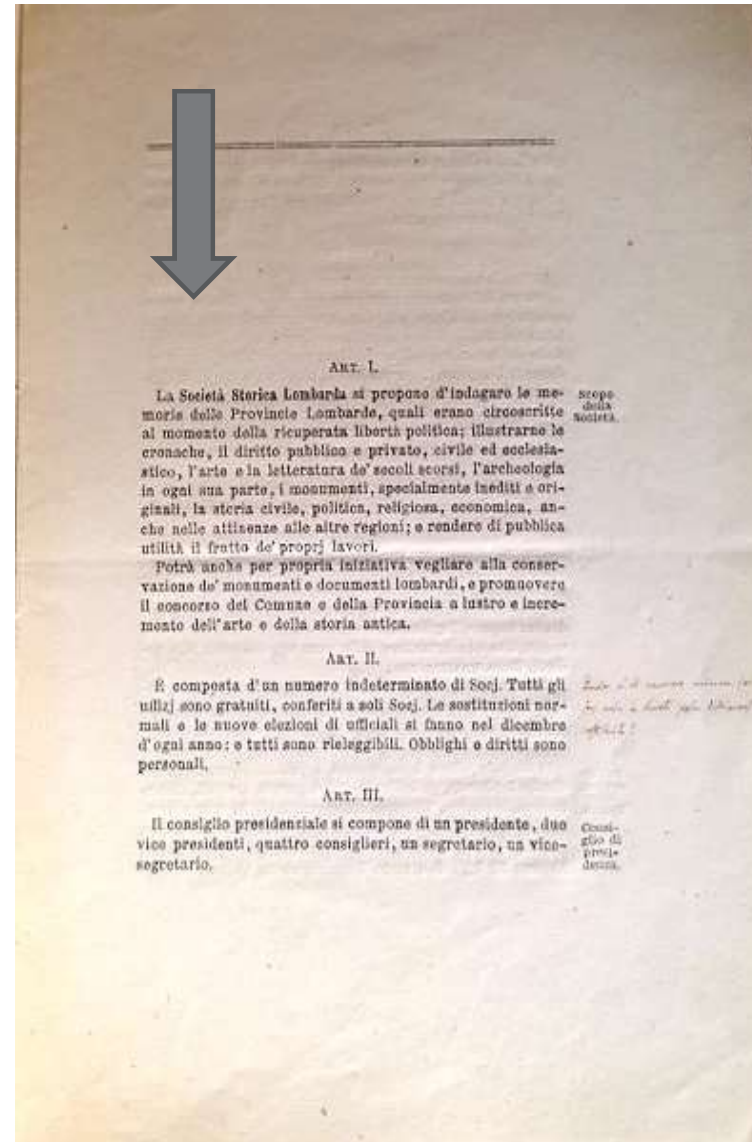 ART. I.
La Società Storica Lombarda si propone d'indagare le me-
morie delle Provincie Lombarde, quali erano circoscritte
al momento della ricuperata libertà politica; illustrarne le
cronache, il diritto pubblico e privato, civile ed ecclesia-
stico, l'arte e la letteratura de' secoli scorsi, l'archeologia
in ogni sua parte, i monumenti, specialmente inediti e ori-
ginali, la storia civile, politica, religiosa, economica, an-
che nelle attinenze alle altre regioni; e rendere di pubblica
utilità il frutto de' proprj lavori.
Scopo
della
Società.
Potrà anche per propria iniziativa vegliare alla conser-
vazione de' monumenti e documenti lombardi, e promuovere
il concorso del Comune e della Provincia a lustro e incre-
mento dell'arte e della storia antica.
ART. II.
È composta d'un numero indeterminato di Socj. Tutti gli
uffizj sono gratuiti, conferiti a soli Socj. Le sostituzioni nor-
mali e le nuove elezioni di ufficiali si fanno nel dicembre
d'ogni anno; e tutti sono rieleggibili. Obblighi e diritti sono
personali.
ART. III.
Il consiglio presidenziale si compone di un presidente, due
vice presidenti, quattro consiglieri, un segretario, un vice-
segretario.
Consi-
glio di
presi-
denza.